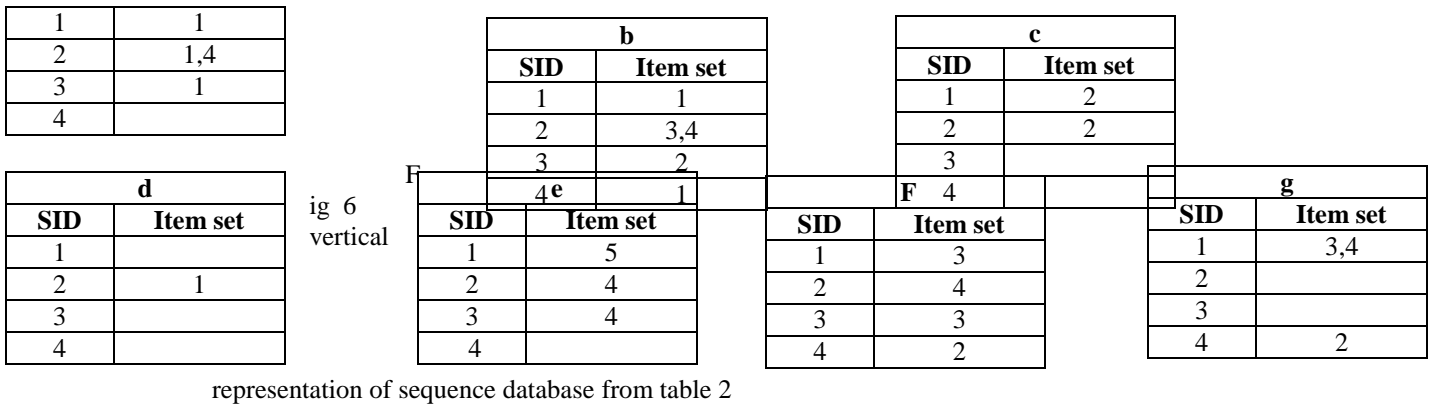 1 1
2 1,4
3 1
4
b
SID Item set
1 1
2 3,4
3 2
4 1
c
SID Item set
1 2
2 2
3
4
d
SID Item set
1
2 1
3
4
F
ig 6
vertical
e
SID Item set
1 5
2 4
3 4
4
F
SID Item set
1 3
2 4
3 3
4 2
g
SID Item set
1 3,4
2
3
4 2
representation of sequence database from table 2